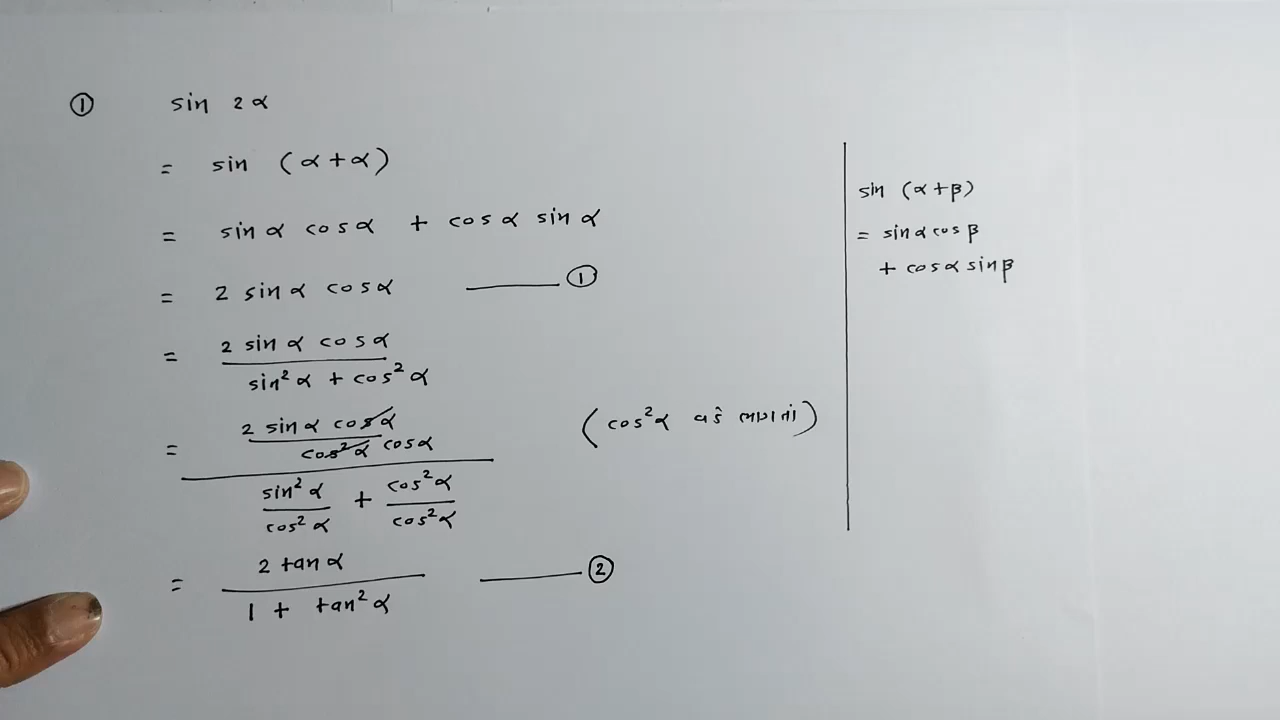 ① sin 2α
= sin (α+α)
= sinα cosα + cosα sinα
= 2 sinα cosα ——— ①
= 2 sinα cosα
sin²α + cos²α
= 2 sinα cosα
cos²α cosα
(cos²α વડે ભાગતાં)
sin²α / cos²α + cos²α / cos²α
= 2 tanα ——— ②
1 + tan²α
sin (α+β)
= sinα cosβ
+ cosα sinβ